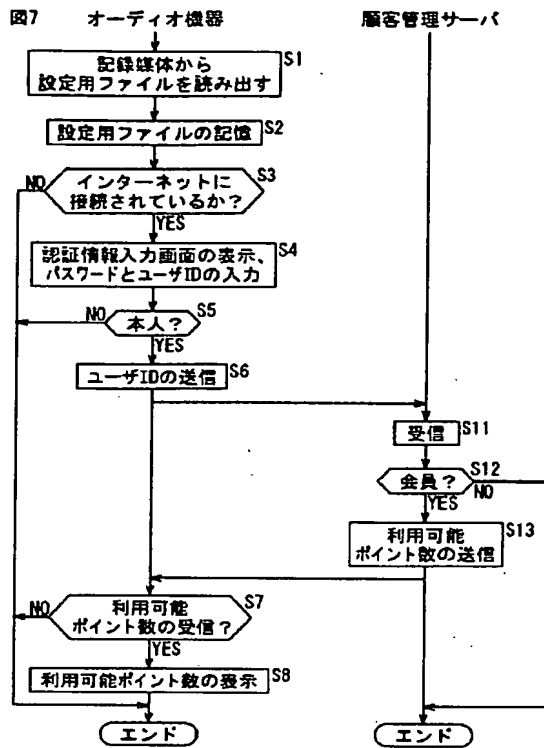 図7 オーディオ機器 顧客管理サーバ
S1
記録媒体から
設定用ファイルを読み出す
設定用ファイルの記憶 S2
S3
NO インターネットに
接続されているか?
YES
S4
認証情報入力画面の表示、
パスワードとユーザIDの入力
NO 本人? S5
YES
ユーザIDの送信 S6
受信 S11
会員? S12
YES NO
S13
利用可能
ポイント数の送信
S7
NO 利用可能
ポイント数の受信?
YES
利用可能ポイント数の表示 S8
エンド エンド